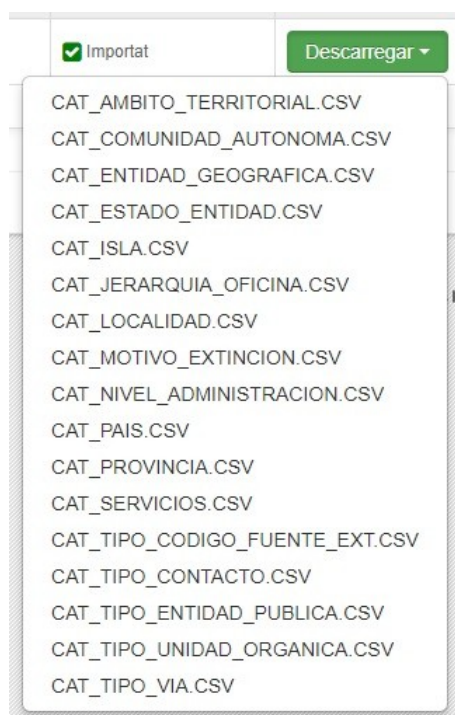 Importat
Descarregar
CAT_AMBITO_TERRITORIAL.CSV
CAT_COMUNIDAD_AUTONOMA.CSV
CAT_ENTIDAD_GEOGRAFICA.CSV
CAT_ESTADO_ENTIDAD.CSV
CAT_ISLA.CSV
CAT_JERARQUIA_OFICINA.CSV
CAT_LOCALIDAD.CSV
CAT_MOTIVO_EXTINCION.CSV
CAT_NIVEL_ADMINISTRACION.CSV
CAT_PAIS.CSV
CAT_PROVINCIA.CSV
CAT_SERVICIOS.CSV
CAT_TIPO_CODIGO_FUENTE_EXT.CSV
CAT_TIPO_CONTACTO.CSV
CAT_TIPO_ENTIDAD_PUBLICA.CSV
CAT_TIPO_UNIDAD_ORGANICA.CSV
CAT_TIPO_VIA.CSV